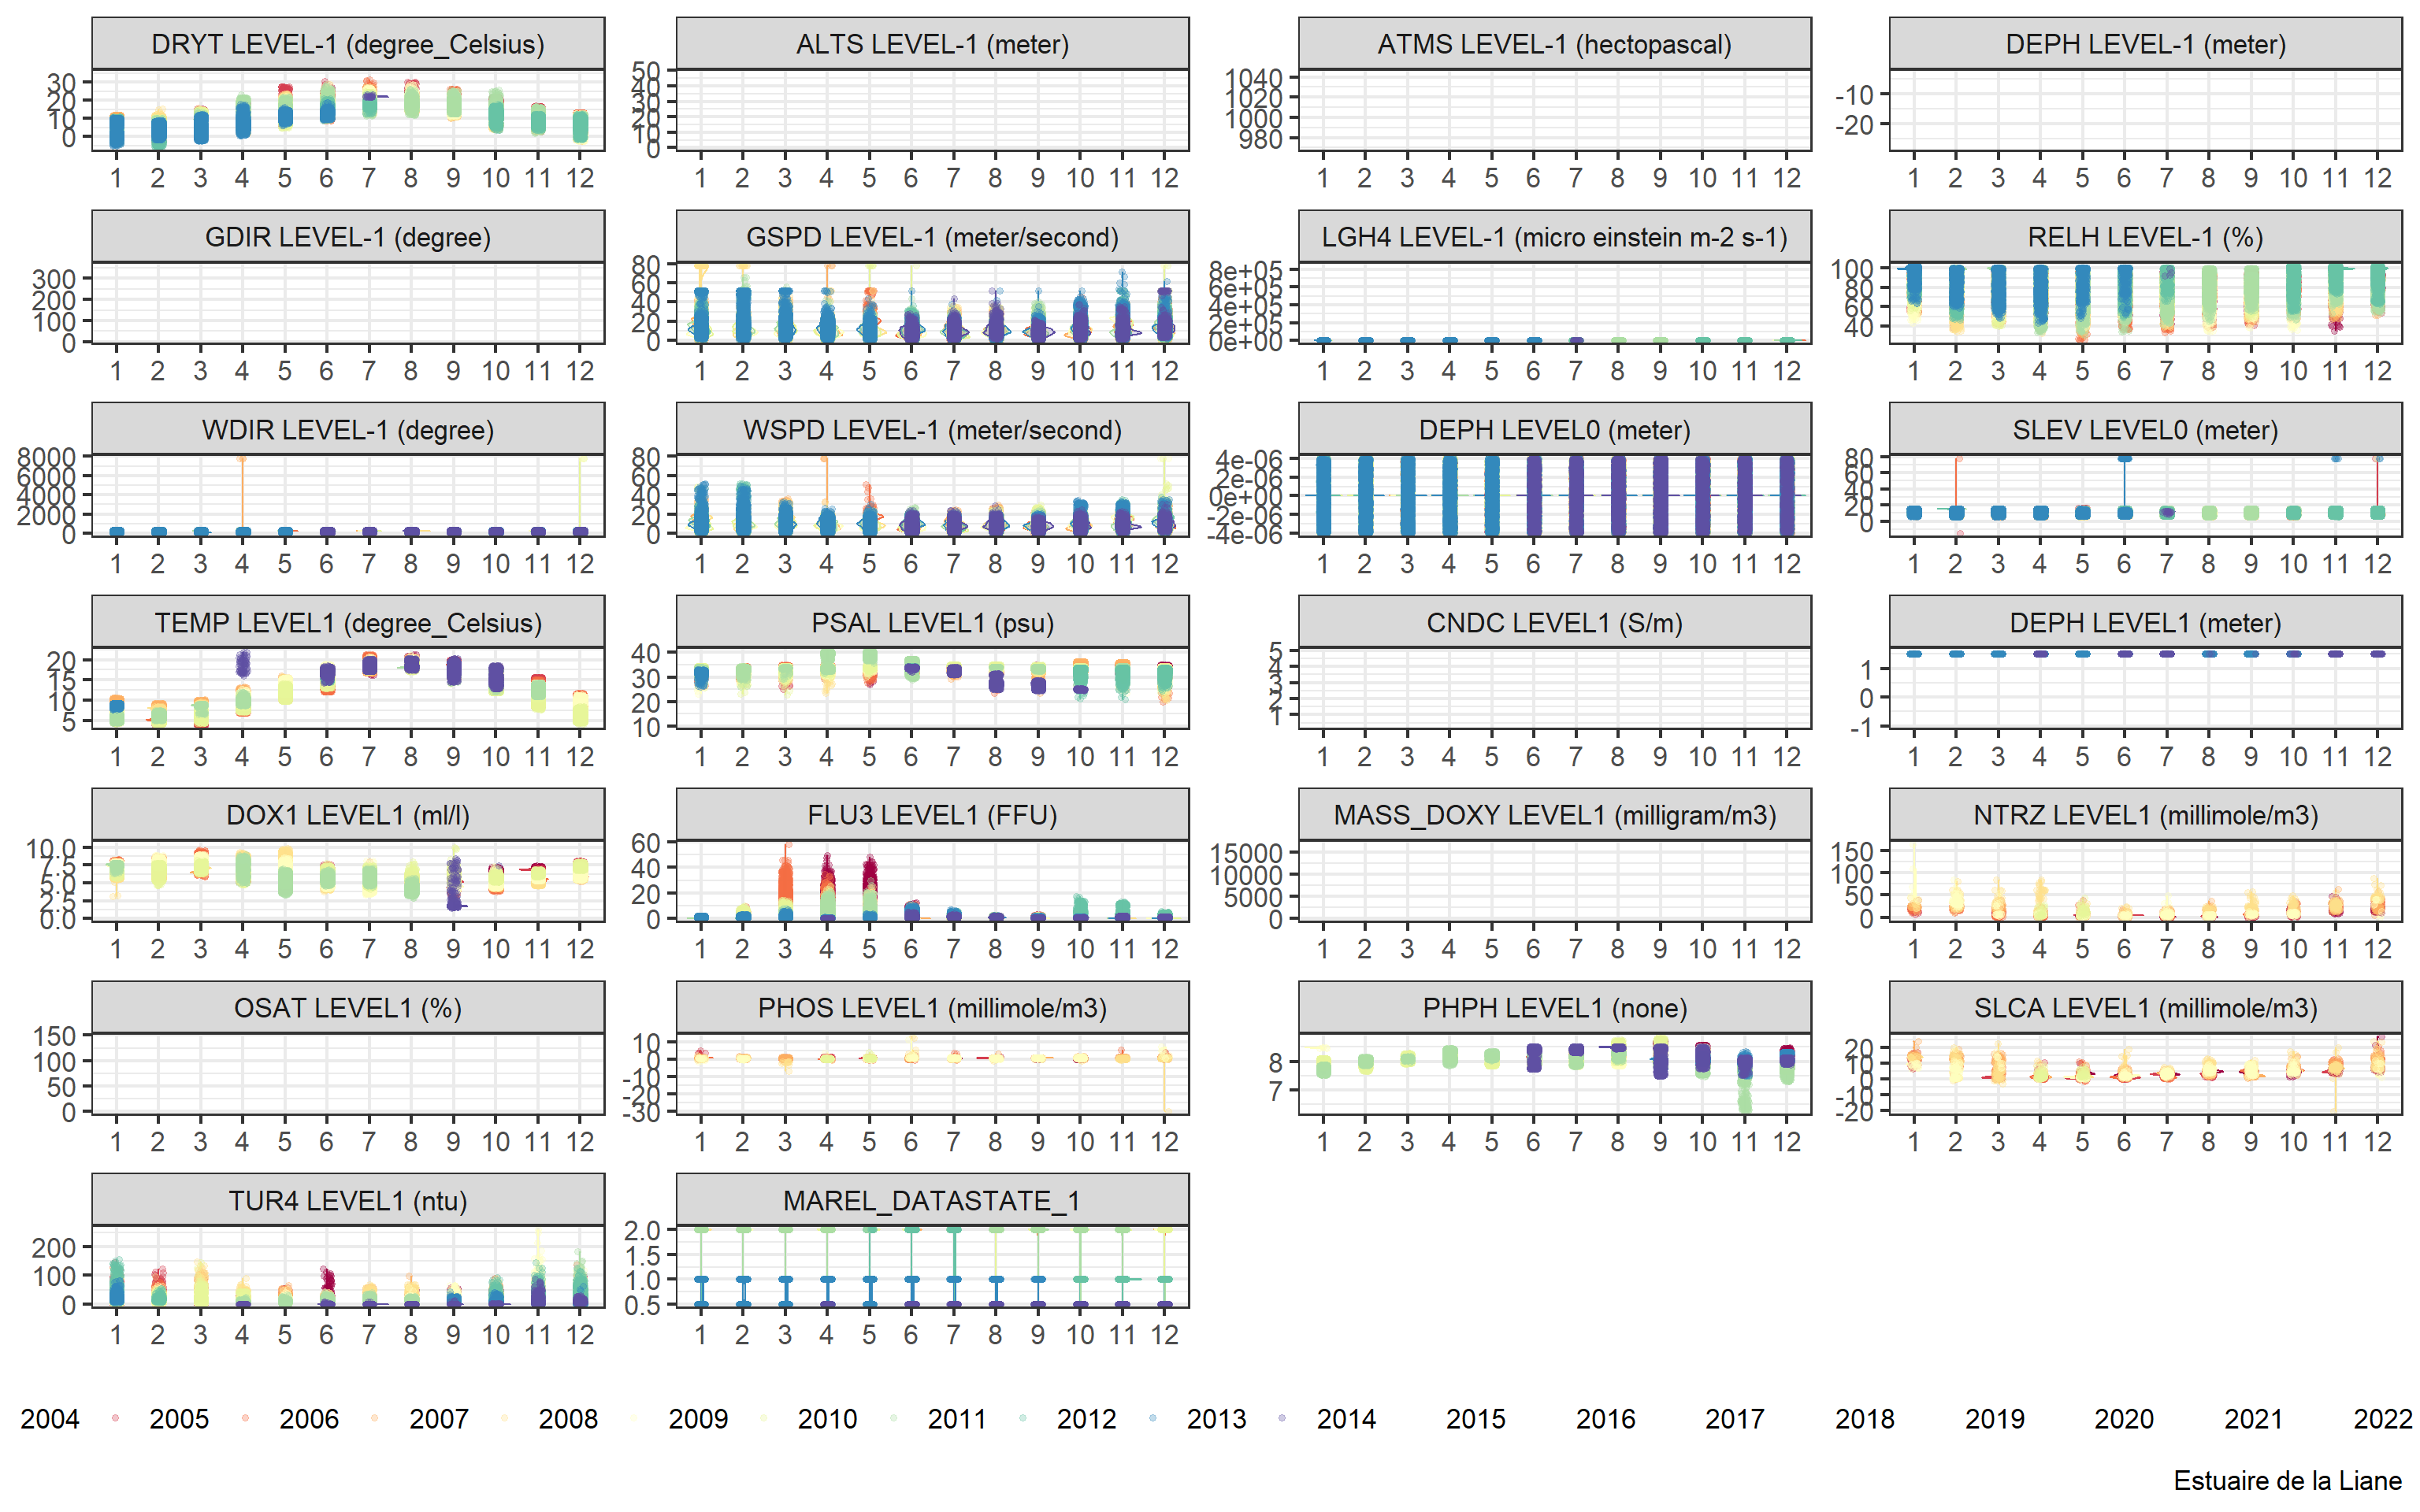 DRYT LEVEL-1 (degree_Celsius)
30
20
10
0
1 2 3 4 5 6 7 8 9 10 11 12
ALTS LEVEL-1 (meter)
50
40
30
20
10
0
1 2 3 4 5 6 7 8 9 10 11 12
ATMS LEVEL-1 (hectopascal)
1040
1020
1000
980
1 2 3 4 5 6 7 8 9 10 11 12
DEPH LEVEL-1 (meter)
-10
-20
1 2 3 4 5 6 7 8 9 10 11 12
GDIR LEVEL-1 (degree)
300
200
100
0
1 2 3 4 5 6 7 8 9 10 11 12
GSPD LEVEL-1 (meter/second)
80
60
40
20
0
1 2 3 4 5 6 7 8 9 10 11 12
LGH4 LEVEL-1 (micro einstein m-2 s-1)
8e+05
6e+05
4e+05
2e+05
0e+00
1 2 3 4 5 6 7 8 9 10 11 12
RELH LEVEL-1 (%)
100
80
60
40
1 2 3 4 5 6 7 8 9 10 11 12
WDIR LEVEL-1 (degree)
8000
6000
4000
2000
0
1 2 3 4 5 6 7 8 9 10 11 12
WSPD LEVEL-1 (meter/second)
80
60
40
20
0
1 2 3 4 5 6 7 8 9 10 11 12
DEPH LEVEL0 (meter)
4e-06
2e-06
0e+00
-2e-06
-4e-06
1 2 3 4 5 6 7 8 9 10 11 12
SLEV LEVEL0 (meter)
80
60
40
20
0
1 2 3 4 5 6 7 8 9 10 11 12
TEMP LEVEL1 (degree_Celsius)
20
15
10
5
1 2 3 4 5 6 7 8 9 10 11 12
PSAL LEVEL1 (psu)
40
30
20
10
1 2 3 4 5 6 7 8 9 10 11 12
CNDC LEVEL1 (S/m)
5
4
3
2
1
1 2 3 4 5 6 7 8 9 10 11 12
DEPH LEVEL1 (meter)
1
0
-1
1 2 3 4 5 6 7 8 9 10 11 12
DOX1 LEVEL1 (ml/l)
10.0
7.5
5.0
2.5
0.0
1 2 3 4 5 6 7 8 9 10 11 12
FLU3 LEVEL1 (FFU)
60
40
20
0
1 2 3 4 5 6 7 8 9 10 11 12
MASS_DOXY LEVEL1 (milligram/m3)
15000
10000
5000
0
1 2 3 4 5 6 7 8 9 10 11 12
NTRZ LEVEL1 (millimole/m3)
150
100
50
0
1 2 3 4 5 6 7 8 9 10 11 12
OSAT LEVEL1 (%)
150
100
50
0
1 2 3 4 5 6 7 8 9 10 11 12
PHOS LEVEL1 (millimole/m3)
10
0
-10
-20
-30
1 2 3 4 5 6 7 8 9 10 11 12
PHPH LEVEL1 (none)
8
7
1 2 3 4 5 6 7 8 9 10 11 12
SLCA LEVEL1 (millimole/m3)
20
10
0
-10
-20
1 2 3 4 5 6 7 8 9 10 11 12
TUR4 LEVEL1 (ntu)
200
100
0
1 2 3 4 5 6 7 8 9 10 11 12
MAREL_DATASTATE_1
2.0
1.5
1.0
0.5
1 2 3 4 5 6 7 8 9 10 11 12
2004 2005 2006 2007 2008 2009 2010 2011 2012 2013 2014 2015 2016 2017 2018 2019 2020 2021 2022
Estuaire de la Liane